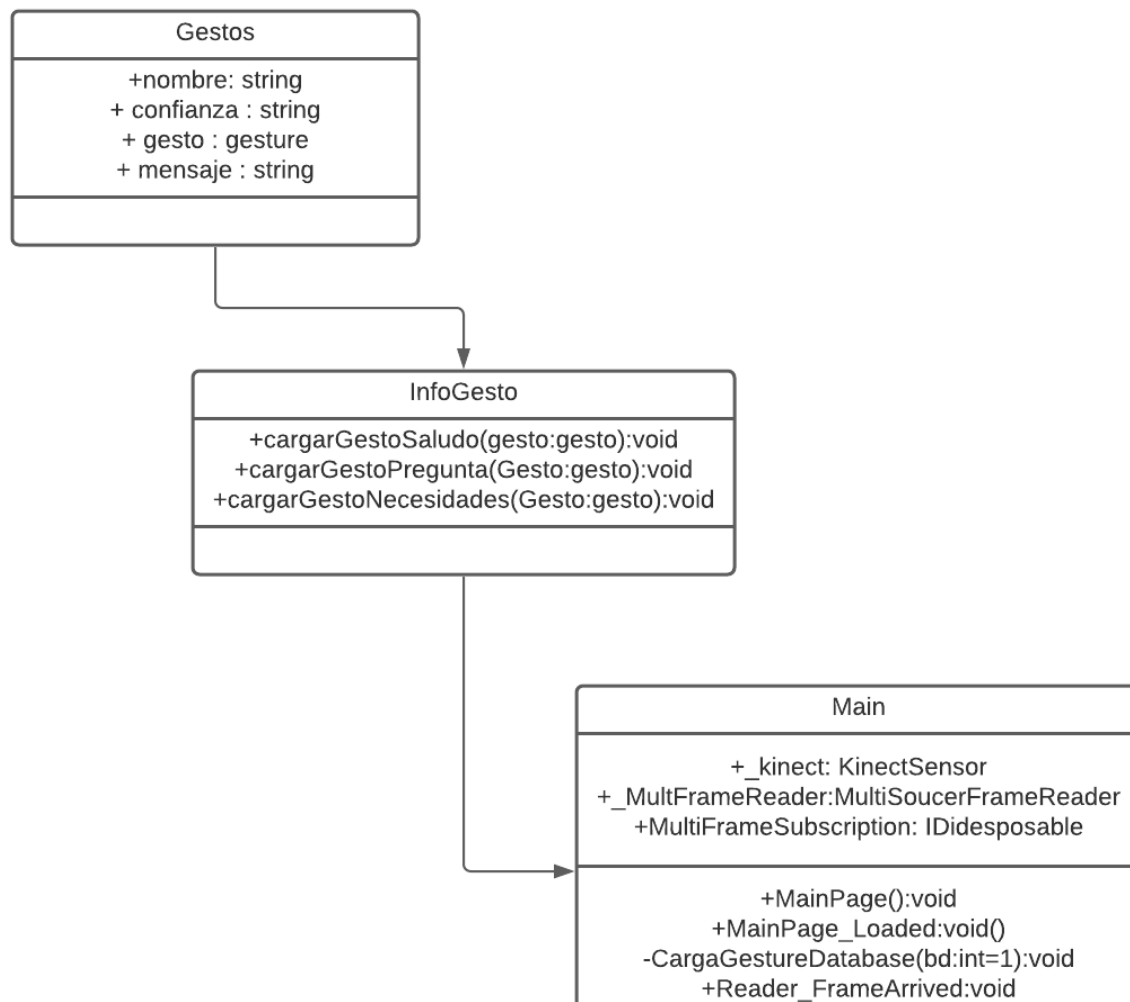 Gestos
+nombre: string
+ confianza : string
+ gesto : gesture
+ mensaje : string
InfoGesto
+cargarGestoSaludo(gesto:gesto):void
+cargarGestoPregunta(Gesto:gesto):void
+cargarGestoNecesidades(Gesto:gesto):void
Main
+_kinect: KinectSensor
+_MultFrameReader:MultiSoucerFrameReader
+MultiFrameSubscription: IDidesposable
+MainPage():void
+MainPage_Loaded:void()
-CargaGestureDatabase(bd:int=1):void
+Reader_FrameArrived:void